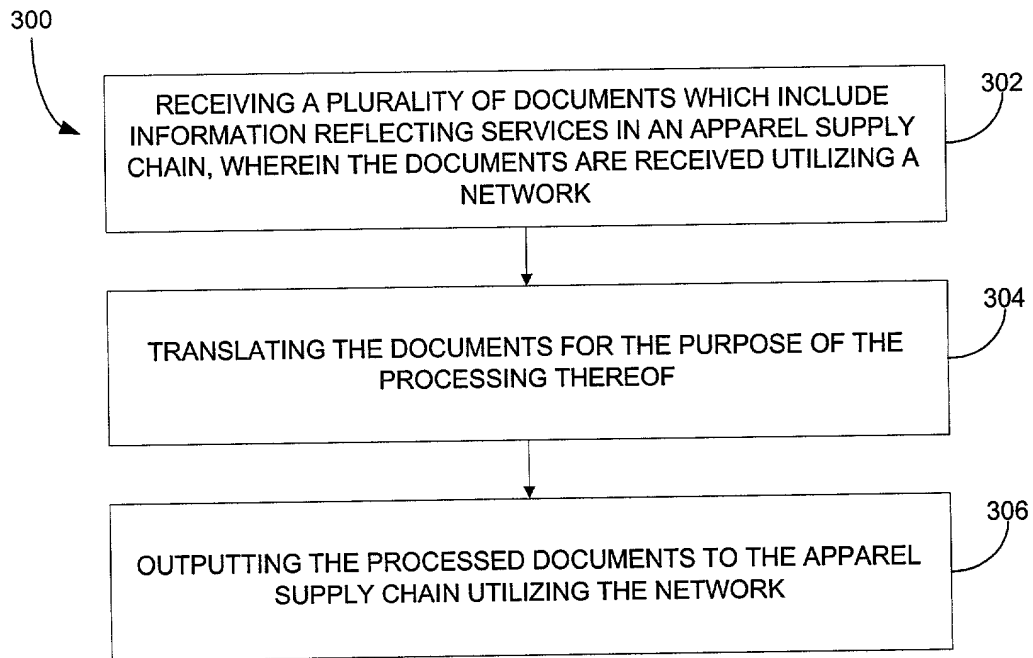 300
302
RECEIVING A PLURALITY OF DOCUMENTS WHICH INCLUDE
INFORMATION REFLECTING SERVICES IN AN APPAREL SUPPLY
CHAIN, WHEREIN THE DOCUMENTS ARE RECEIVED UTILIZING A
NETWORK
304
TRANSLATING THE DOCUMENTS FOR THE PURPOSE OF THE
PROCESSING THEREOF
306
OUTPUTTING THE PROCESSED DOCUMENTS TO THE APPAREL
SUPPLY CHAIN UTILIZING THE NETWORK